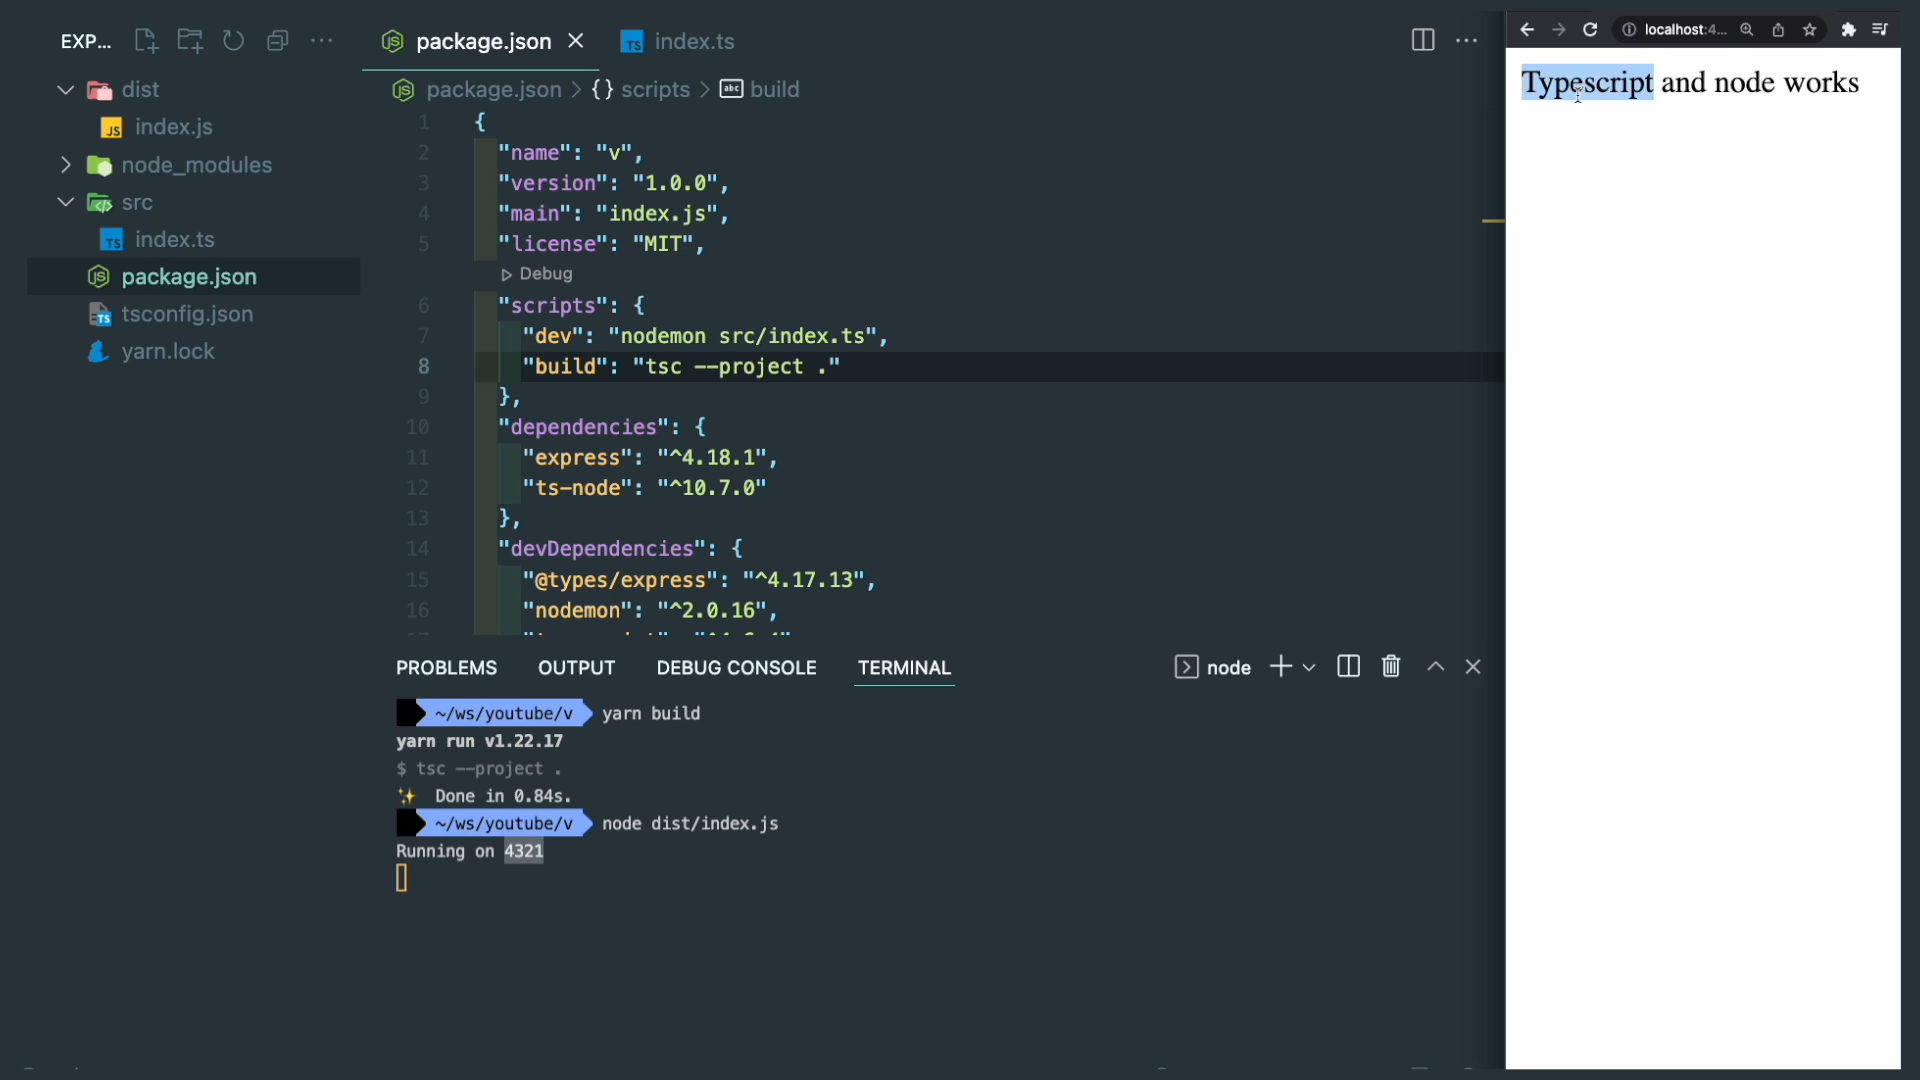 EXP...
dist
index.js
node_modules
src
index.ts
package.json
tsconfig.json
yarn.lock
package.json
index.ts
package.json > {} scripts > abc build
1 {
2 "name": "v",
3 "version": "1.0.0",
4 "main": "index.js",
5 "license": "MIT",
Debug
6 "scripts": {
7 "dev": "nodemon src/index.ts",
8 "build": "tsc --project ."
9 },
10 "dependencies": {
11 "express": "^4.18.1",
12 "ts-node": "^10.7.0"
13 },
14 "devDependencies": {
15 "@types/express": "^4.17.13",
16 "nodemon": "^2.0.16",
PROBLEMS OUTPUT DEBUG CONSOLE TERMINAL
node
~/ws/youtube/v yarn build
yarn run v1.22.17
$ tsc --project .
✨ Done in 0.84s.
~/ws/youtube/v node dist/index.js
Running on 4321
localhost:4...
Typescript and node works